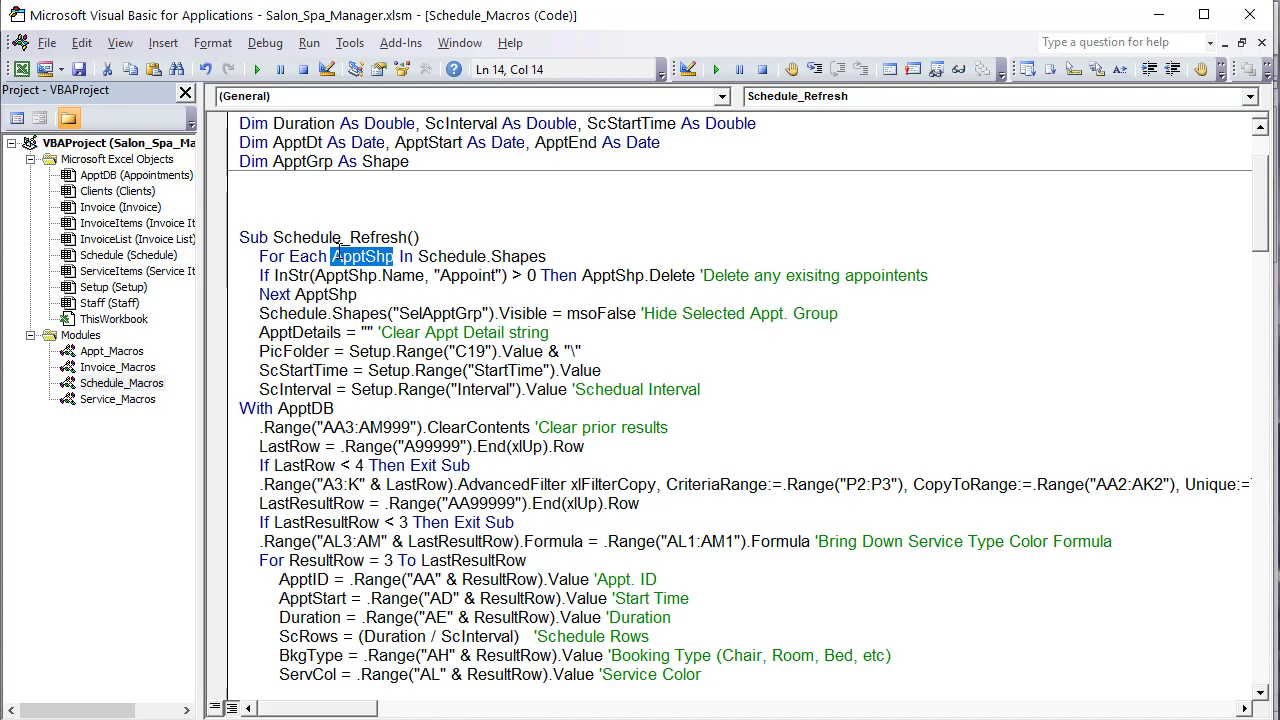 Microsoft Visual Basic for Applications - Salon_Spa_Manager.xlsm - [Schedule_Macros (Code)]
File Edit View Insert Format Debug Run Tools Add-Ins Window Help
Type a question for help
Ln 14, Col 14
Project - VBAProject
(General)
Schedule_Refresh
VBAProject (Salon_Spa_Ma
Microsoft Excel Objects
ApptDB (Appointments)
Clients (Clients)
Invoice (Invoice)
InvoiceItems (Invoice It
InvoiceList (Invoice List)
Schedule (Schedule)
ServiceItems (Service It
Setup (Setup)
Staff (Staff)
ThisWorkbook
Modules
Appt_Macros
Invoice_Macros
Schedule_Macros
Service_Macros
Dim Duration As Double, ScInterval As Double, ScStartTime As Double
Dim ApptDt As Date, ApptStart As Date, ApptEnd As Date
Dim ApptGrp As Shape
Sub Schedule_Refresh()
For Each ApptShp In Schedule.Shapes
If InStr(ApptShp.Name, "Appoint") > 0 Then ApptShp.Delete 'Delete any exisitng appointents
Next ApptShp
Schedule.Shapes("SelApptGrp").Visible = msoFalse 'Hide Selected Appt. Group
ApptDetails = "" 'Clear Appt Detail string
PicFolder = Setup.Range("C19").Value & "\"
ScStartTime = Setup.Range("StartTime").Value
ScInterval = Setup.Range("Interval").Value 'Schedual Interval
With ApptDB
.Range("AA3:AM999").ClearContents 'Clear prior results
LastRow = .Range("A99999").End(xlUp).Row
If LastRow < 4 Then Exit Sub
.Range("A3:K" & LastRow).AdvancedFilter xlFilterCopy, CriteriaRange:=.Range("P2:P3"), CopyToRange:=.Range("AA2:AK2"), Unique:=
LastResultRow = .Range("AA99999").End(xlUp).Row
If LastResultRow < 3 Then Exit Sub
.Range("AL3:AM" & LastResultRow).Formula = .Range("AL1:AM1").Formula 'Bring Down Service Type Color Formula
For ResultRow = 3 To LastResultRow
ApptID = .Range("AA" & ResultRow).Value 'Appt. ID
ApptStart = .Range("AD" & ResultRow).Value 'Start Time
Duration = .Range("AE" & ResultRow).Value 'Duration
ScRows = (Duration / ScInterval) 'Schedule Rows
BkgType = .Range("AH" & ResultRow).Value 'Booking Type (Chair, Room, Bed, etc)
ServCol = .Range("AL" & ResultRow).Value 'Service Color